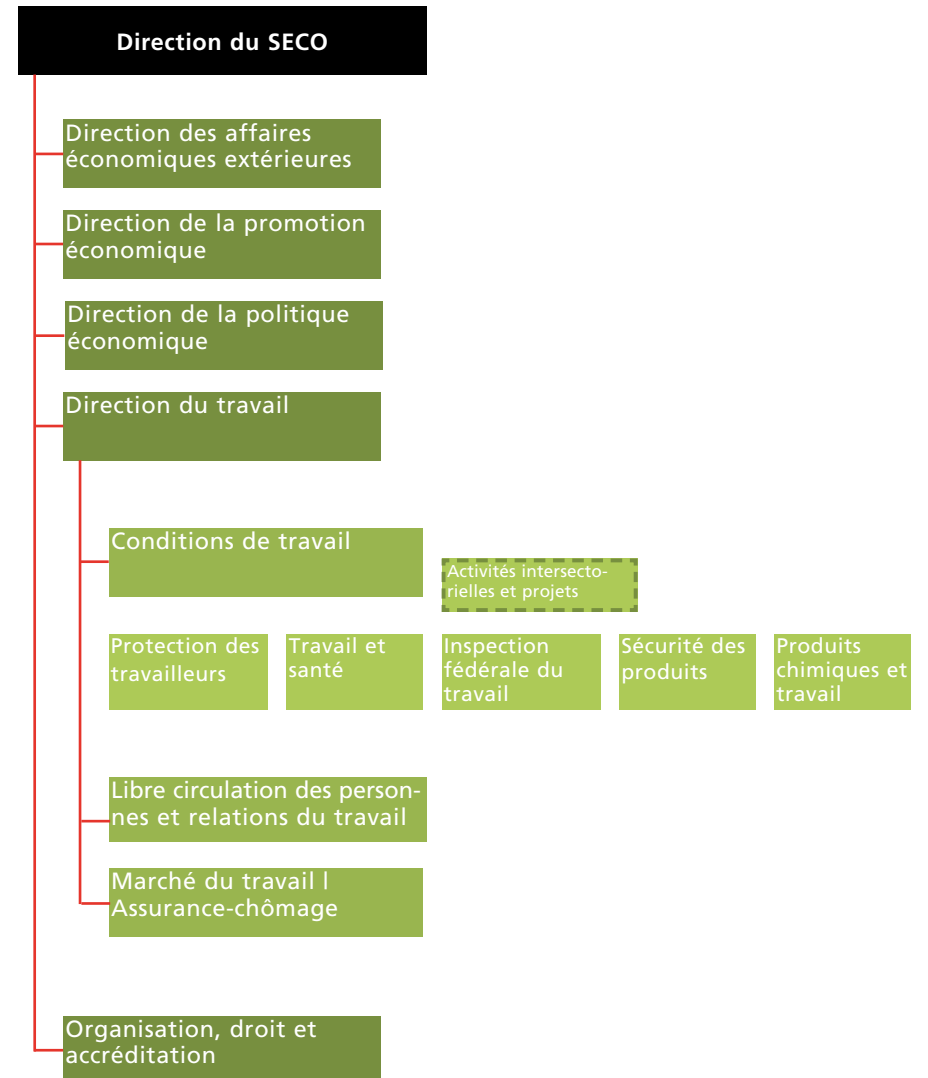 Direction du SECO
Direction des affaires
économiques extérieures
Direction de la promotion
économique
Direction de la politique
économique
Direction du travail
Conditions de travail
Activités intersecto-
rielles et projets
Protection des
travailleurs
Travail et
santé
Inspection
fédérale du
travail
Sécurité des
produits
Produits
chimiques et
travail
Libre circulation des person-
nes et relations du travail
Marché du travail l
Assurance-chômage
Organisation, droit et
accréditation